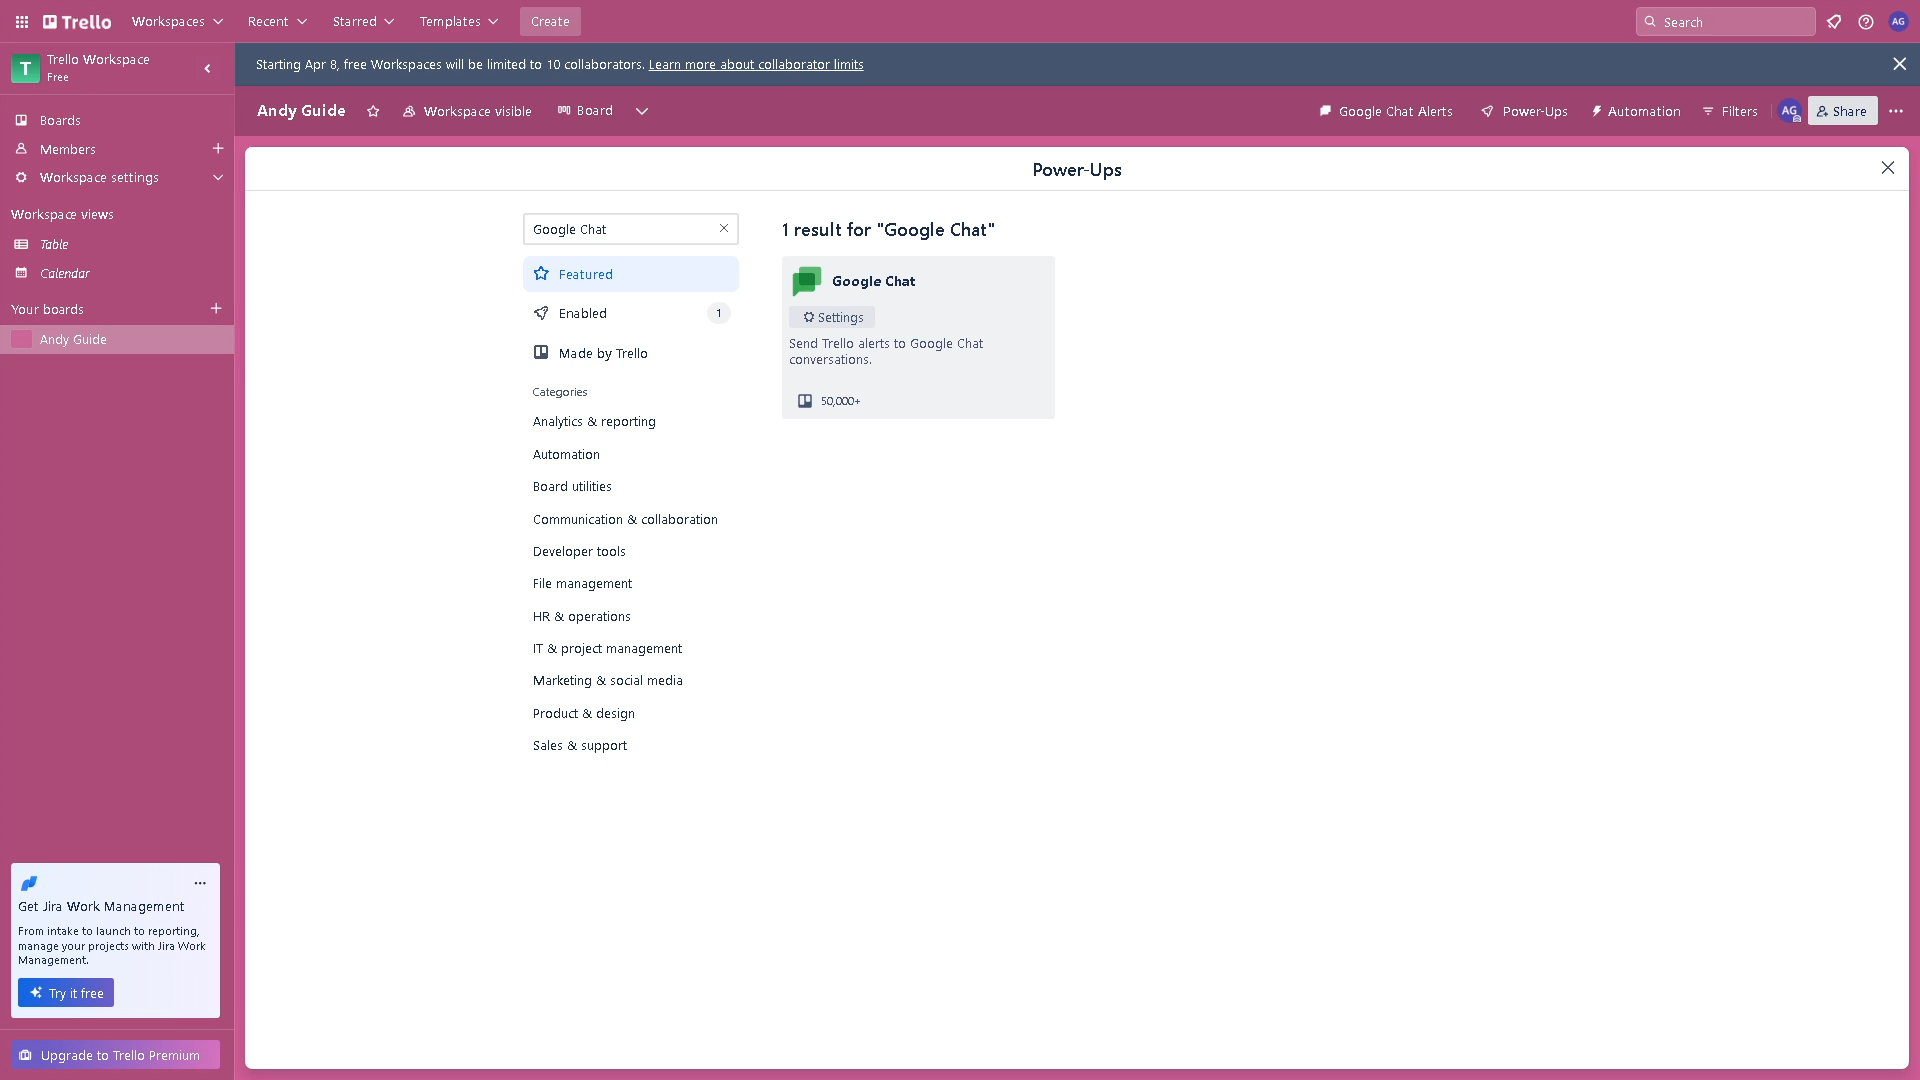 Trello
Workspaces
Recent
Starred
Templates
Create
Search
AG
T
Trello Workspace
Free
Starting Apr 8, free Workspaces will be limited to 10 collaborators. Learn more about collaborator limits
Andy Guide
Workspace visible
Board
Google Chat Alerts
Power-Ups
Automation
Filters
AG
Share
Boards
Members
Workspace settings
Workspace views
Table
Calendar
Your boards
Andy Guide
Power-Ups
Google Chat
Featured
Enabled
1
Made by Trello
Categories
Analytics & reporting
Automation
Board utilities
Communication & collaboration
Developer tools
File management
HR & operations
IT & project management
Marketing & social media
Product & design
Sales & support
1 result for "Google Chat"
Google Chat
Settings
Send Trello alerts to Google Chat
conversations.
50,000+
Get Jira Work Management
From intake to launch to reporting,
manage your projects with Jira Work
Management.
Try it free
Upgrade to Trello Premium